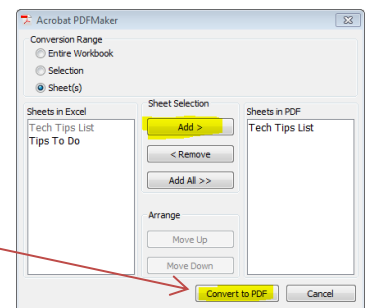 Acrobat PDFMaker
Conversion Range
Entire Workbook
Selection
Sheet(s)
Sheets in Excel
Tech Tips List
Tips To Do
Sheet Selection
Add >
< Remove
Add All >>
Arrange
Move Up
Move Down
Sheets in PDF
Tech Tips List
Convert to PDF
Cancel